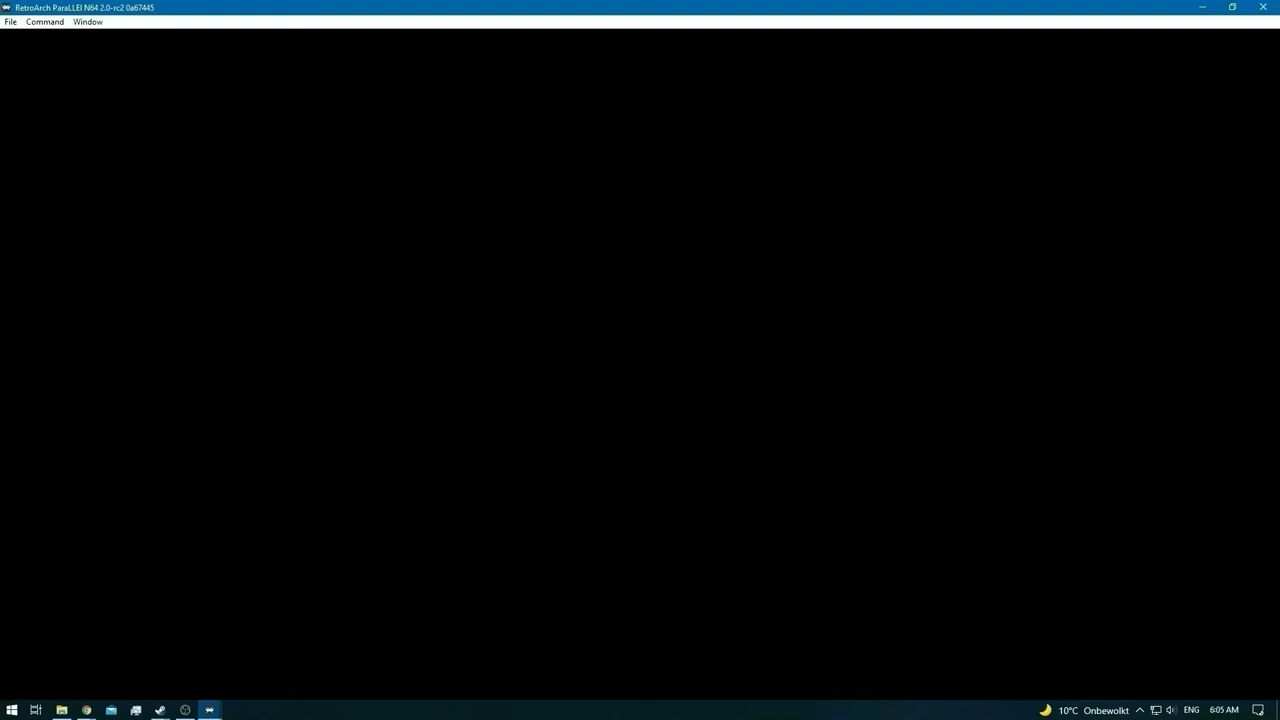 RetroArch ParaLLEl N64 2.0-rc2 0a67445
File Command Window
10°C Onbewolkt ENG 6:05 AM